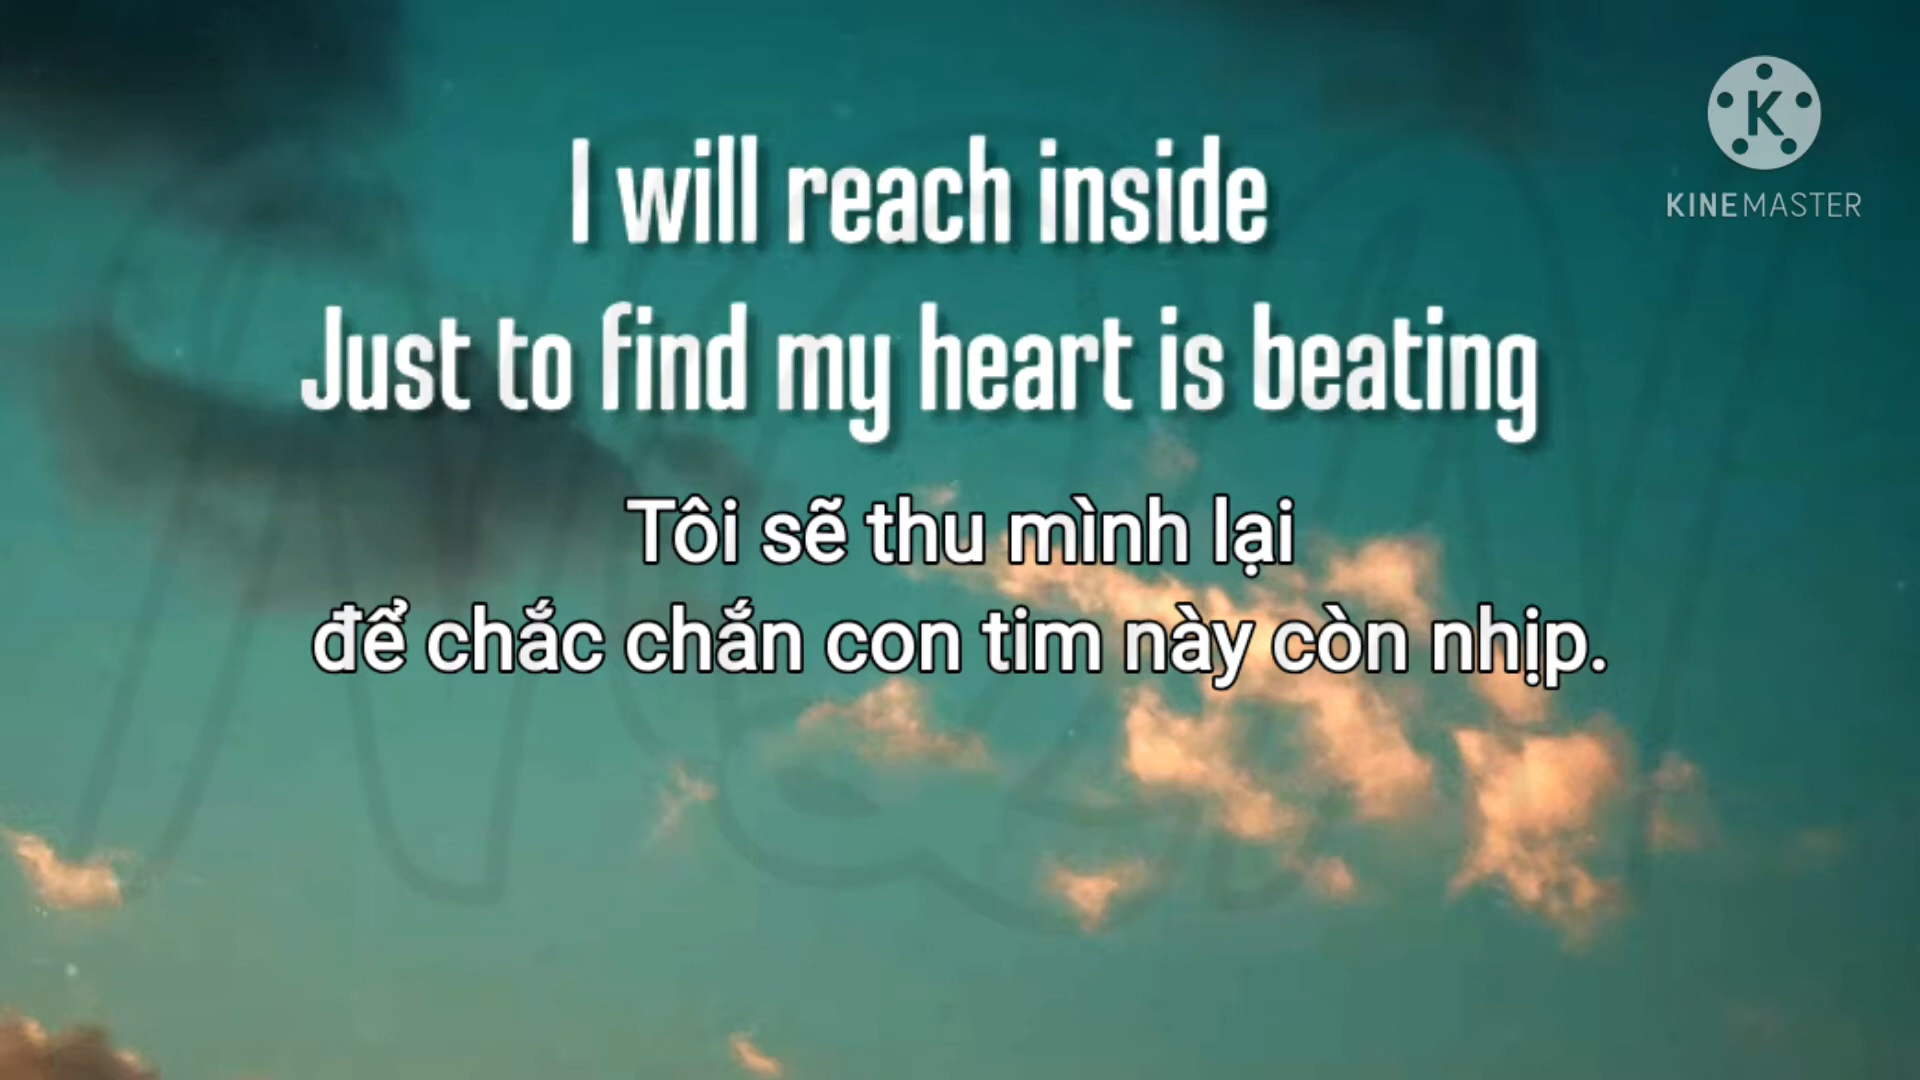 I will reach inside
Just to find my heart is beating
Tôi sẽ thu mình lại
để chắc chắn con tim này còn nhịp.
K
KINEMASTER